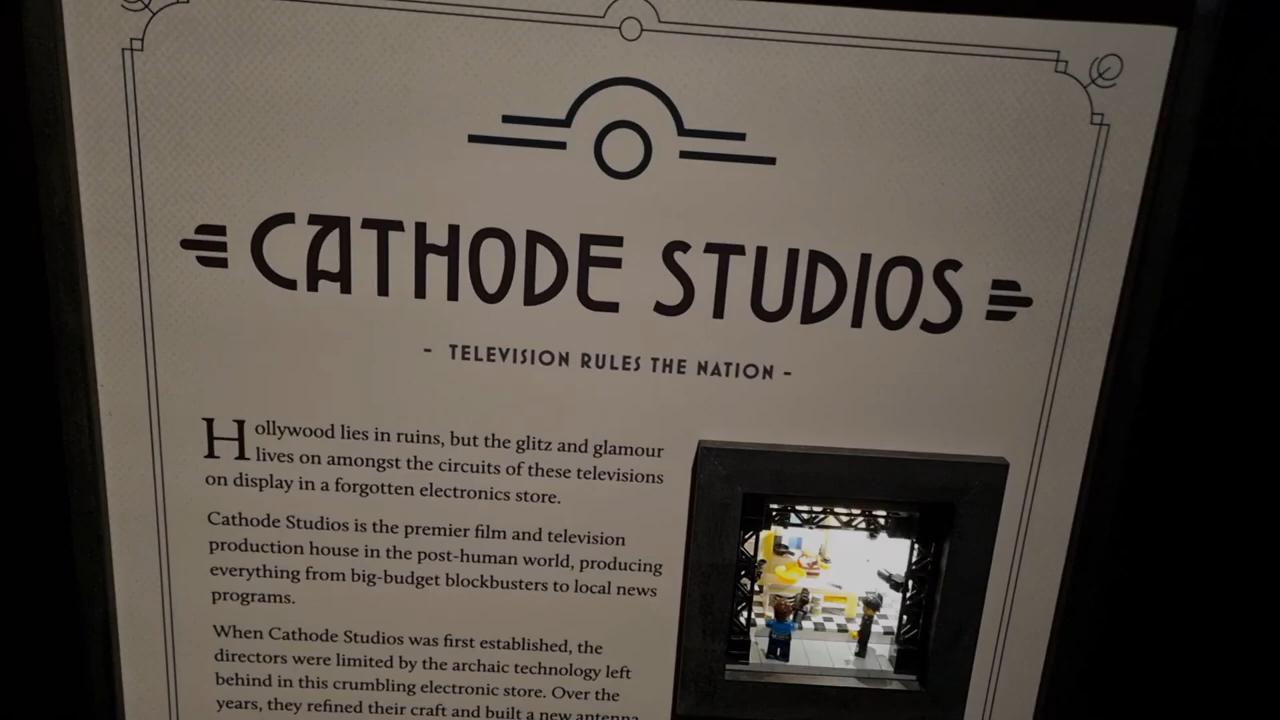 CATHODE STUDIOS
- TELEVISION RULES THE NATION -
Hollywood lies in ruins, but the glitz and glamour
lives on amongst the circuits of these televisions
on display in a forgotten electronics store.
Cathode Studios is the premier film and television
production house in the post-human world, producing
everything from big-budget blockbusters to local news
programs.
When Cathode Studios was first established, the
directors were limited by the archaic technology left
behind in this crumbling electronic store. Over the
years, they refined their craft and built a new antenna